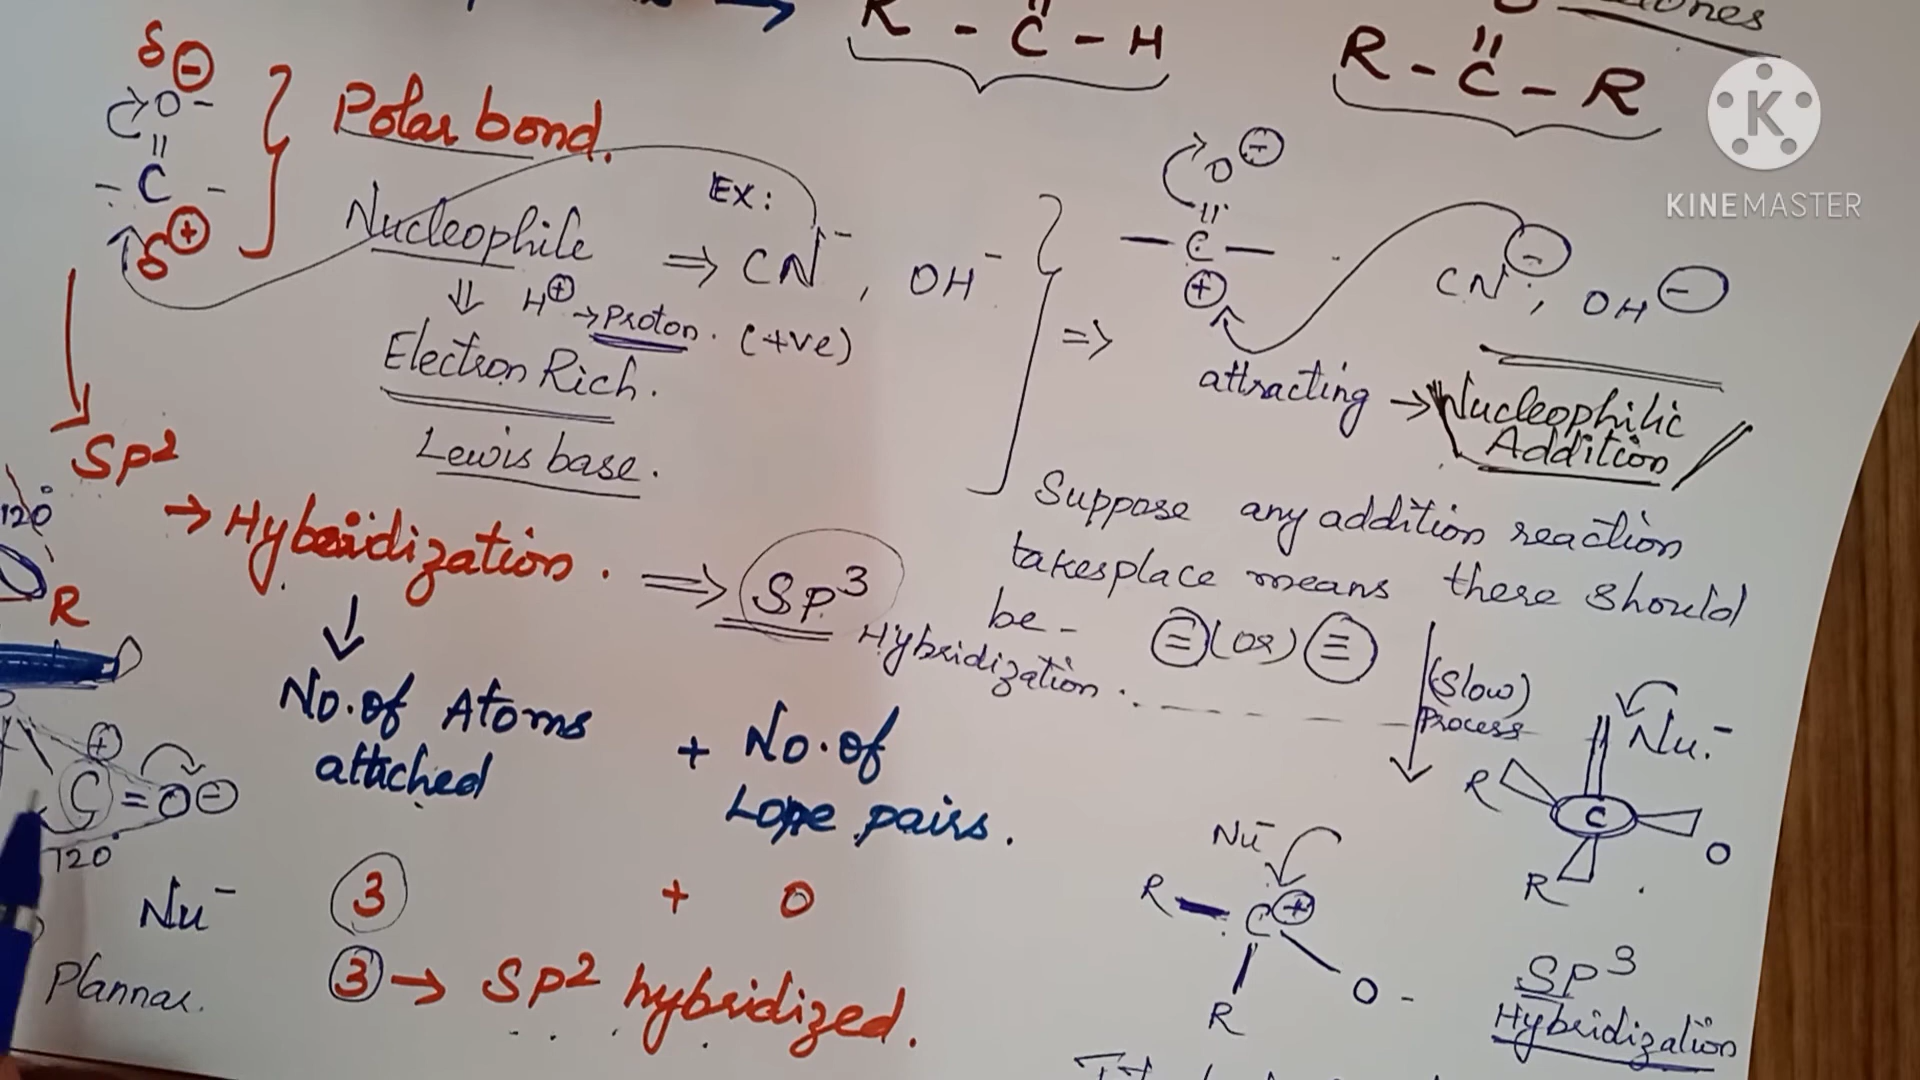 R - C - H
R - C - R
δ ⊖
O -
||
- C -
δ ⊕
Polar bond.
Nucleophile
EX:
⇒ CN⁻, OH⁻
H⊕ → Proton. (+ve)
Electron Rich.
Lewis base.
O ⊖
||
— C —
⊕
⇒
CN⊖, OH⊖
attracting → Nucleophilic
Addition
Suppose any addition reaction
takesplace means there should
be - ⊜ (or) ≡
(Slow)
Process
SP²
→ Hybridization. ⇒ SP³
Hybridization.
120°
R
No. of Atoms
attached
+ No. of
Lone pairs.
⊕
C = O ⊖
120°
Nu⁻
Plannar.
3 + 0
3 → SP² hybridized.
Nu:⁻
R
C
O
R
Nu⁻
R C ⊕
O -
R
SP³
Hybridization
KINEMASTER